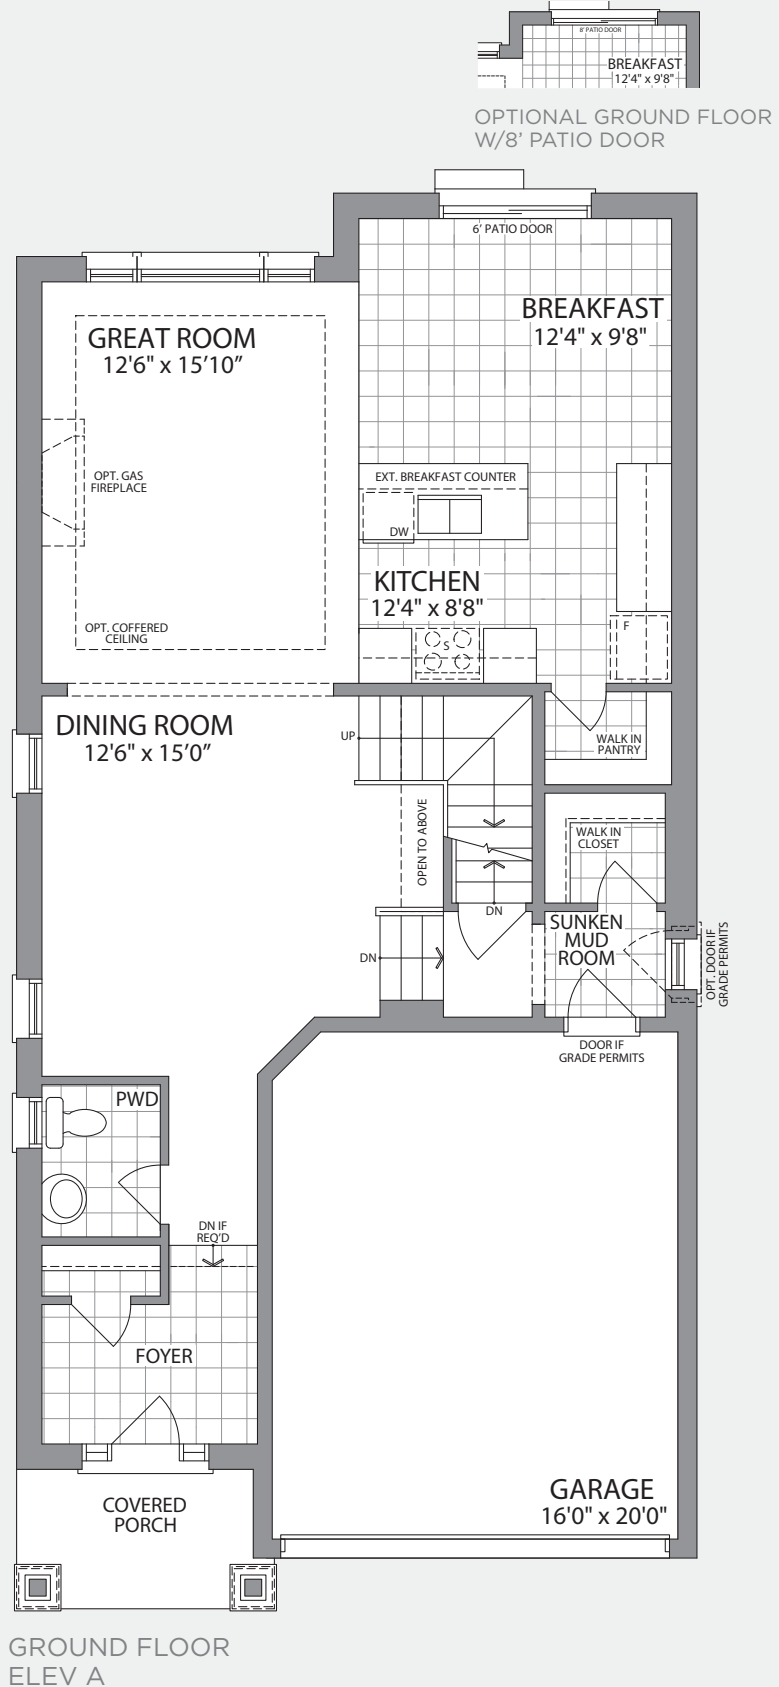 8' PATIO DOOR
BREAKFAST
12'4" x 9'8"
OPTIONAL GROUND FLOOR
W/8' PATIO DOOR
6' PATIO DOOR
BREAKFAST
12'4" x 9'8"
GREAT ROOM
12'6" x 15'10"
OPT. GAS
FIREPLACE
EXT. BREAKFAST COUNTER
DW
KITCHEN
12'4" x 8'8"
S
F
OPT. COFFERED
CEILING
DINING ROOM
12'6" x 15'0"
UP
WALK IN
PANTRY
OPEN TO ABOVE
WALK IN
CLOSET
DN
SUNKEN
MUD
ROOM
DN
OPT. DOOR IF
GRADE PERMITS
DOOR IF
GRADE PERMITS
PWD
DN IF
REQ'D
FOYER
GARAGE
16'0" x 20'0"
COVERED
PORCH
GROUND FLOOR
ELEV A